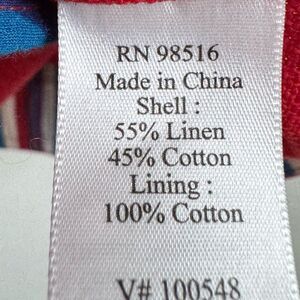 RN 98516
Made in China
Shell :
55% Linen
45% Cotton
Lining :
100% Cotton
V# 100548